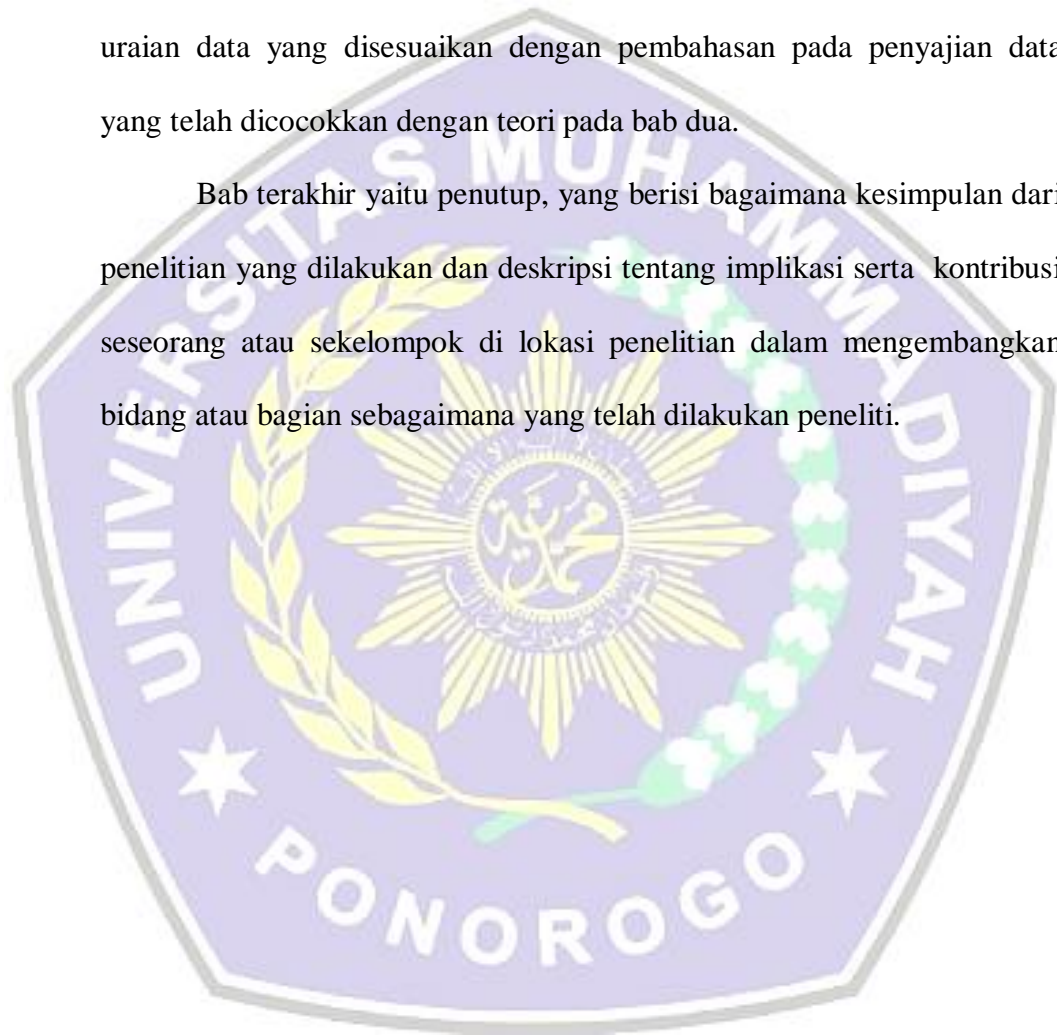 uraian data yang disesuaikan dengan pembahasan pada penyajian data
yang telah dicocokkan dengan teori pada bab dua.
Bab terakhir yaitu penutup, yang berisi bagaimana kesimpulan dari
penelitian yang dilakukan dan deskripsi tentang implikasi serta kontribusi
seseorang atau sekelompok di lokasi penelitian dalam mengembangkan
bidang atau bagian sebagaimana yang telah dilakukan peneliti.
UNIVERSITAS MUHAMMADIYAH
PONOROGO
محمدية